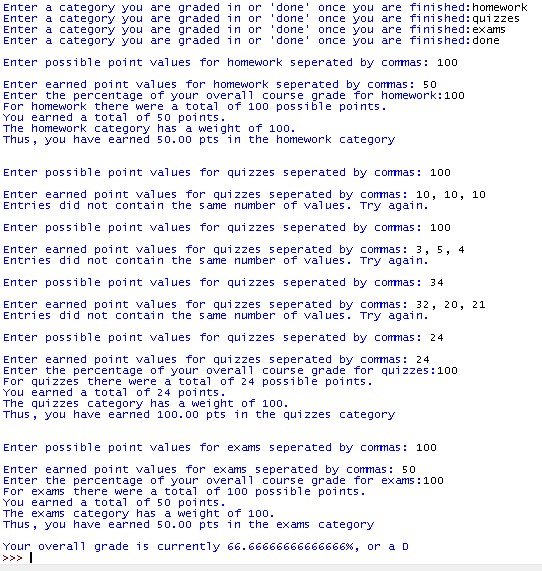 Enter a category you are graded in or 'done' once you are finished:homework
Enter a category you are graded in or 'done' once you are finished:quizzes
Enter a category you are graded in or 'done' once you are finished:exams
Enter a category you are graded in or 'done' once you are finished:done
Enter possible point values for homework seperated by commas: 100
Enter earned point values for homework seperated by commas: 50
Enter the percentage of your overall course grade for homework:100
For homework there were a total of 100 possible points.
You earned a total of 50 points.
The homework category has a weight of 100.
Thus, you have earned 50.00 pts in the homework category
Enter possible point values for quizzes seperated by commas: 100
Enter earned point values for quizzes seperated by commas: 10, 10, 10
Entries did not contain the same number of values. Try again.
Enter possible point values for quizzes seperated by commas: 100
Enter earned point values for quizzes seperated by commas: 3, 5, 4
Entries did not contain the same number of values. Try again.
Enter possible point values for quizzes seperated by commas: 34
Enter earned point values for quizzes seperated by commas: 32, 20, 21
Entries did not contain the same number of values. Try again.
Enter possible point values for quizzes seperated by commas: 24
Enter earned point values for quizzes seperated by commas: 24
Enter the percentage of your overall course grade for quizzes:100
For quizzes there were a total of 24 possible points.
You earned a total of 24 points.
The quizzes category has a weight of 100.
Thus, you have earned 100.00 pts in the quizzes category
Enter possible point values for exams seperated by commas: 100
Enter earned point values for exams seperated by commas: 50
Enter the percentage of your overall course grade for exams:100
For exams there were a total of 100 possible points.
You earned a total of 50 points.
The exams category has a weight of 100.
Thus, you have earned 50.00 pts in the exams category
Your overall grade is currently 66.66666666666666%, or a D
>>>